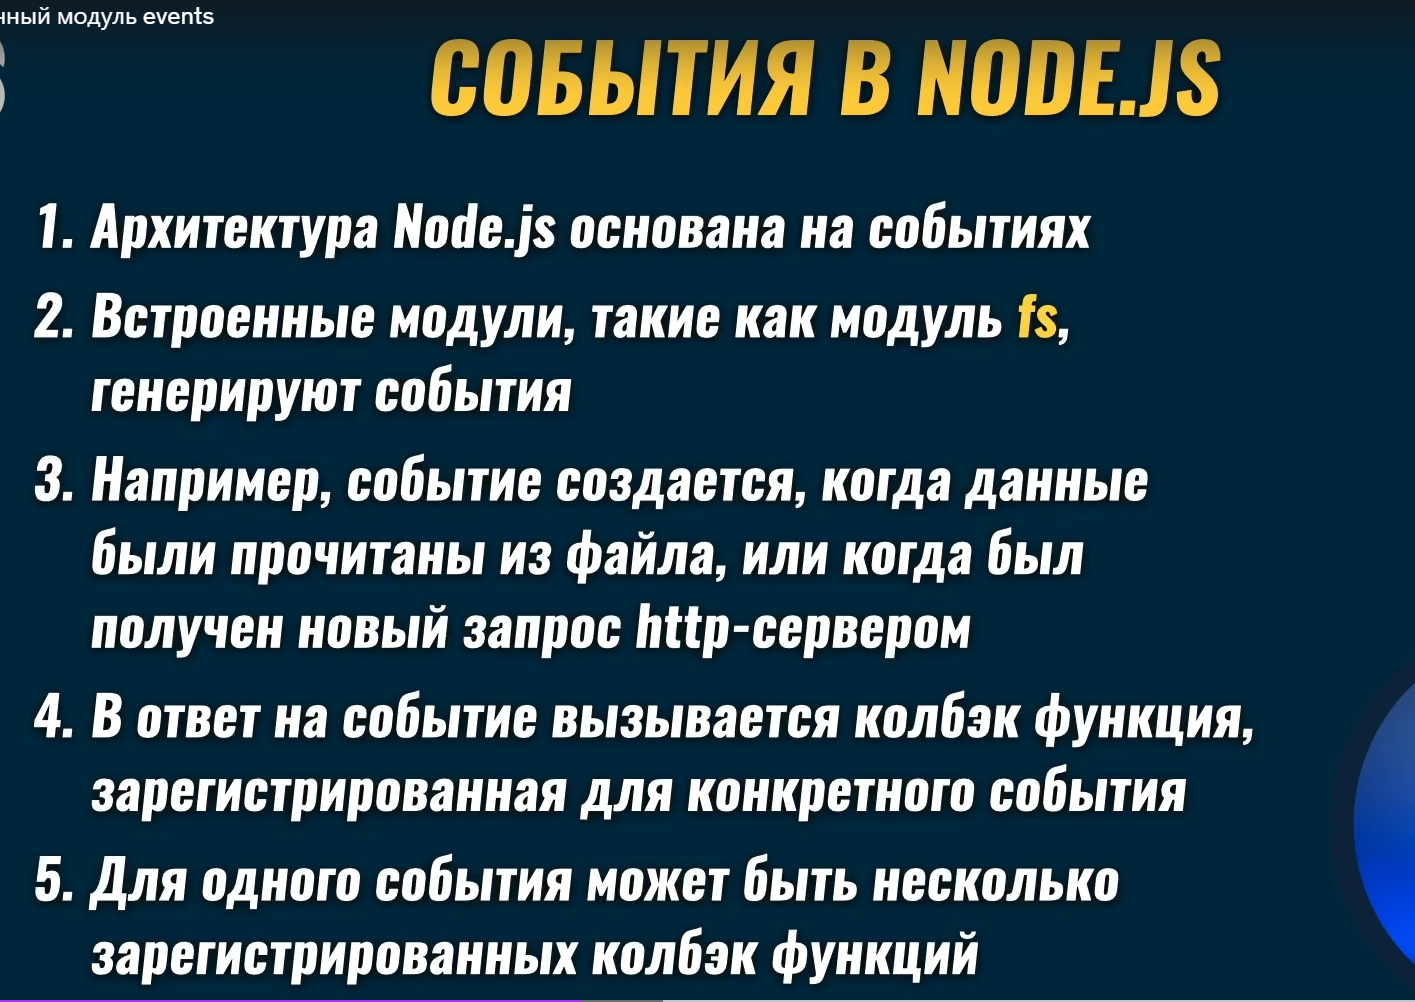 модуль events
СОБЫТИЯ В NODE.JS
1. Архитектура Node.js основана на событиях
2. Встроенные модули, такие как модуль fs,
генерируют события
3. Например, событие создается, когда данные
были прочитаны из файла, или когда был
получен новый запрос http-сервером
4. В ответ на событие вызывается колбэк функция,
зарегистрированная для конкретного события
5. Для одного события может быть несколько
зарегистрированных колбэк функций